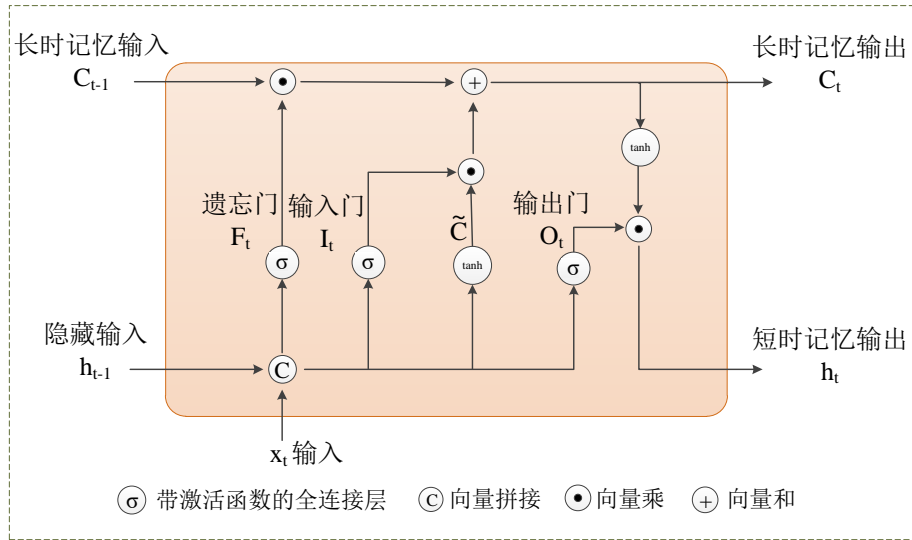 长时记忆输入
C_{t-1}
长时记忆输出
C_t
tanh
遗忘门
F_t
输入门
I_t
C̃
输出门
O_t
σ
σ
tanh
σ
隐藏输入
h_{t-1}
C
短时记忆输出
h_t
x_t 输入
σ 带激活函数的全连接层
C 向量拼接
向量乘
+ 向量和